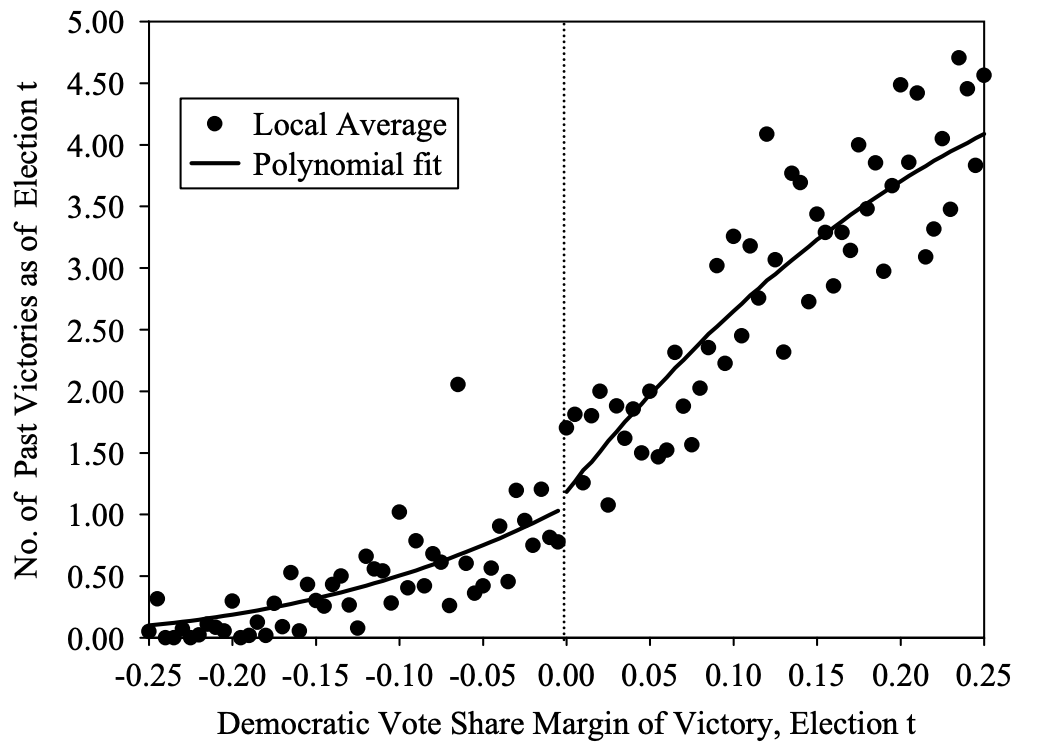 5.00
4.50
4.00
3.50
3.00
2.50
2.00
1.50
1.00
0.50
0.00
No. of Past Victories as of Election t
Local Average
Polynomial fit
-0.25 -0.20 -0.15 -0.10 -0.05 0.00 0.05 0.10 0.15 0.20 0.25
Democratic Vote Share Margin of Victory, Election t